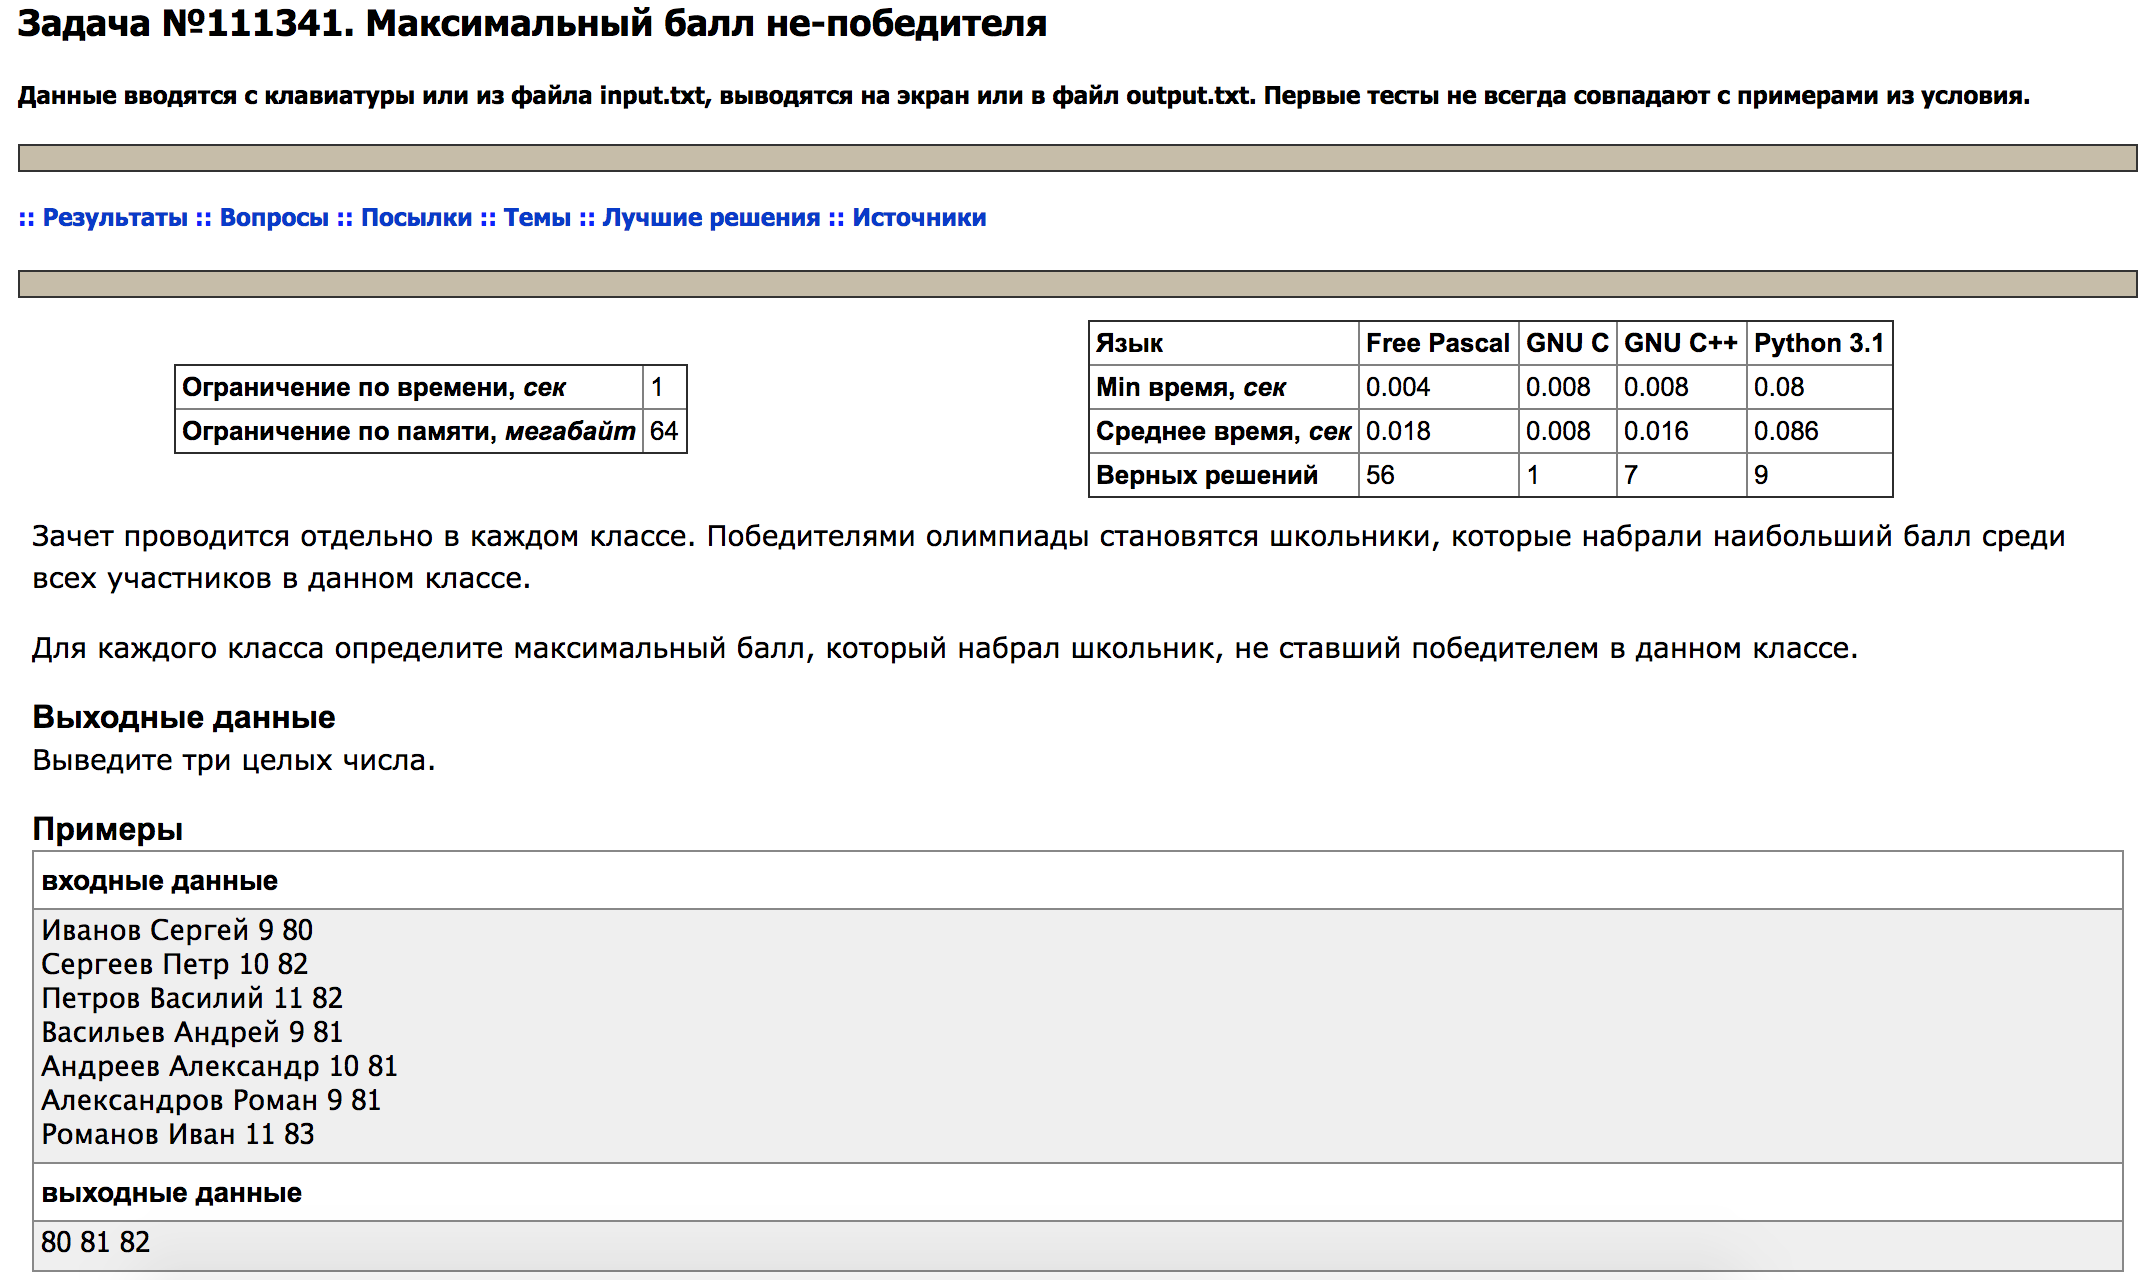 Задача №111341. Максимальный балл не-победителя
Данные вводятся с клавиатуры или из файла input.txt, выводятся на экран или в файл output.txt. Первые тесты не всегда совпадают с примерами из условия.
:: Результаты :: Вопросы :: Посылки :: Темы :: Лучшие решения :: Источники
Ограничение по времени, сек 1
Ограничение по памяти, мегабайт 64
Язык Free Pascal GNU C GNU C++ Python 3.1
Min время, сек 0.004 0.008 0.008 0.08
Среднее время, сек 0.018 0.008 0.016 0.086
Верных решений 56 1 7 9
Зачет проводится отдельно в каждом классе. Победителями олимпиады становятся школьники, которые набрали наибольший балл среди
всех участников в данном классе.
Для каждого класса определите максимальный балл, который набрал школьник, не ставший победителем в данном классе.
Выходные данные
Выведите три целых числа.
Примеры
входные данные
Иванов Сергей 9 80
Сергеев Петр 10 82
Петров Василий 11 82
Васильев Андрей 9 81
Андреев Александр 10 81
Александров Роман 9 81
Романов Иван 11 83
выходные данные
80 81 82